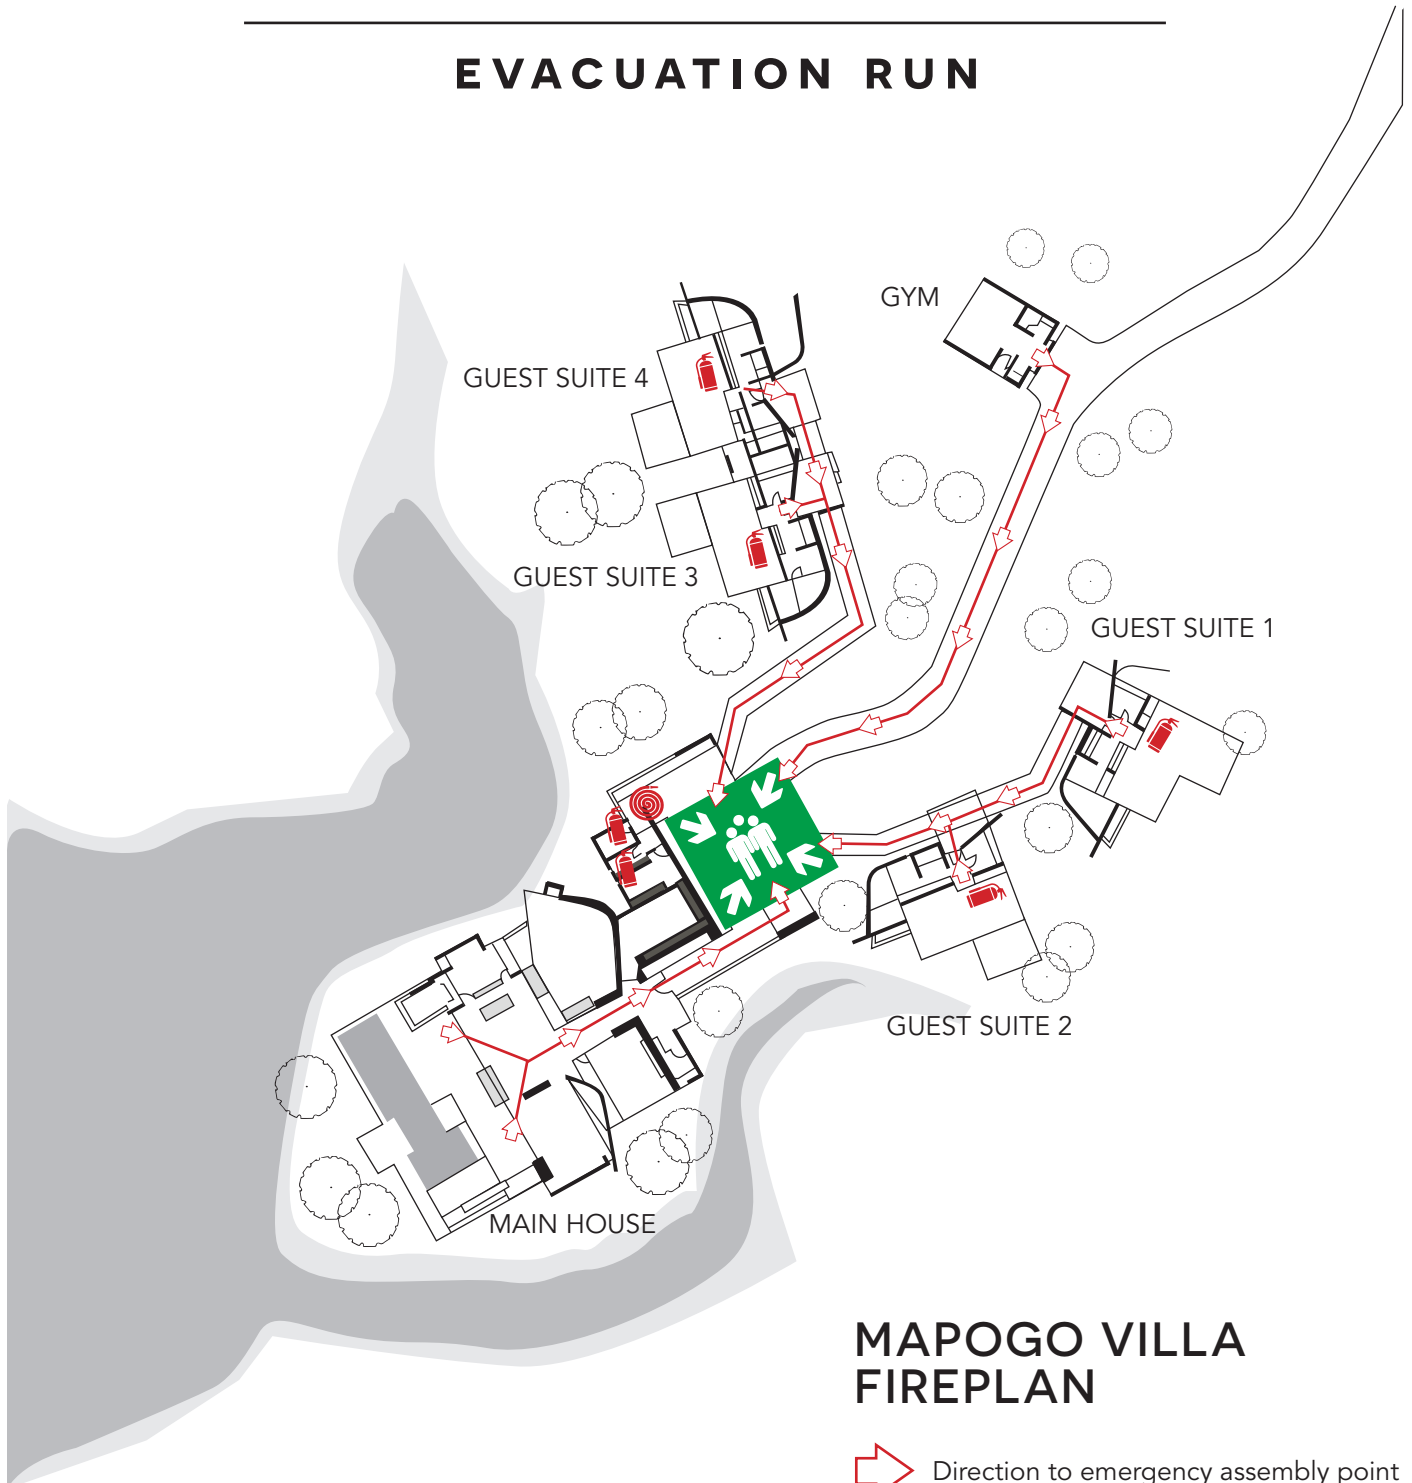 EVACUATION RUN
GYM
GUEST SUITE 4
GUEST SUITE 3
GUEST SUITE 1
GUEST SUITE 2
MAIN HOUSE
MAPOGO VILLA
FIREPLAN
Direction to emergency assembly point